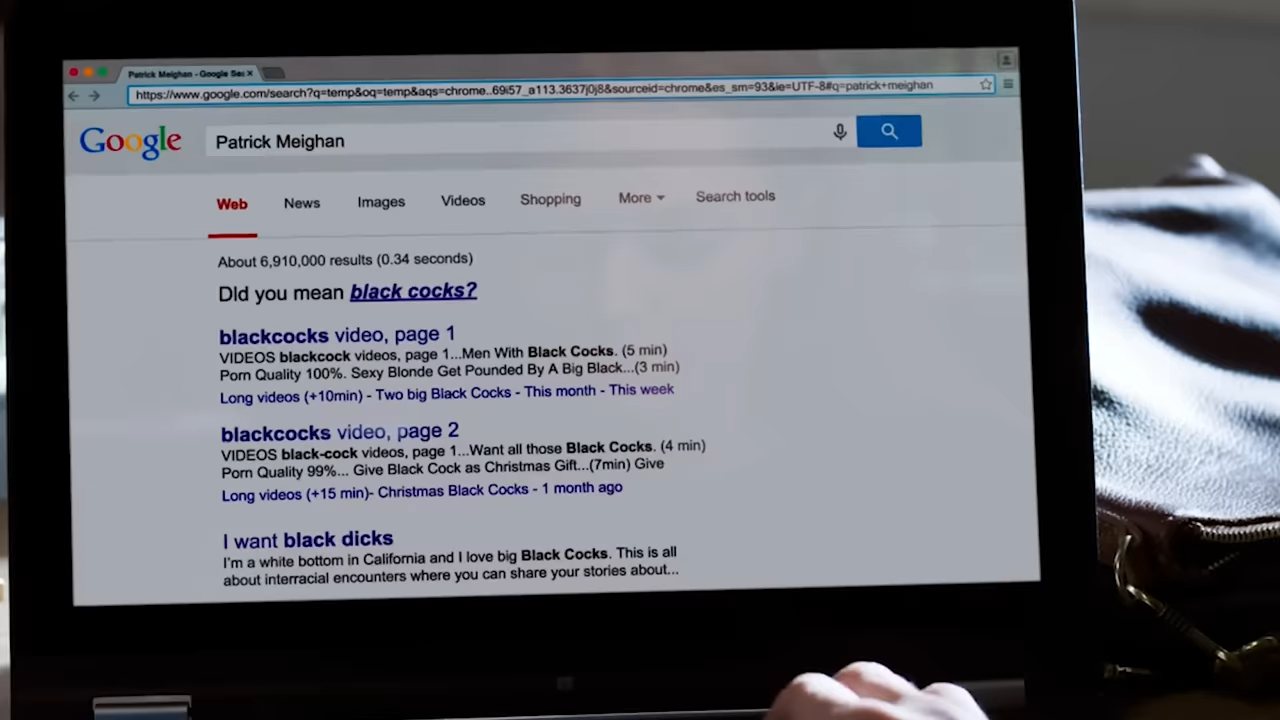 Patrick Meighan - Google Sea ×
https://www.google.com/search?q=temp&oq=temp&aqs=chrome..69i57_a113.3637j0j8&sourceid=chrome&es_sm=93&ie=UTF-8#q=patrick+meighan
Google
Patrick Meighan
Web News Images Videos Shopping More Search tools
About 6,910,000 results (0.34 seconds)
DId you mean black cocks?
blackcocks video, page 1
VIDEOS blackcock videos, page 1...Men With Black Cocks. (5 min)
Porn Quality 100%. Sexy Blonde Get Pounded By A Big Black...(3 min)
Long videos (+10min) - Two big Black Cocks - This month - This week
blackcocks video, page 2
VIDEOS black-cock videos, page 1...Want all those Black Cocks. (4 min)
Porn Quality 99%... Give Black Cock as Christmas Gift...(7min) Give
Long videos (+15 min)- Christmas Black Cocks - 1 month ago
I want black dicks
I'm a white bottom in California and I love big Black Cocks. This is all
about interracial encounters where you can share your stories about...